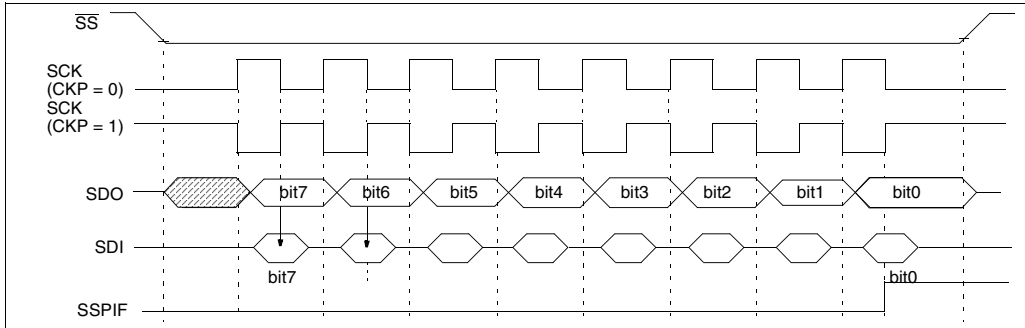 SS
SCK
(CKP = 0)
SCK
(CKP = 1)
SDO bit7 bit6 bit5 bit4 bit3 bit2 bit1 bit0
SDI
bit7 bit0
SSPIF